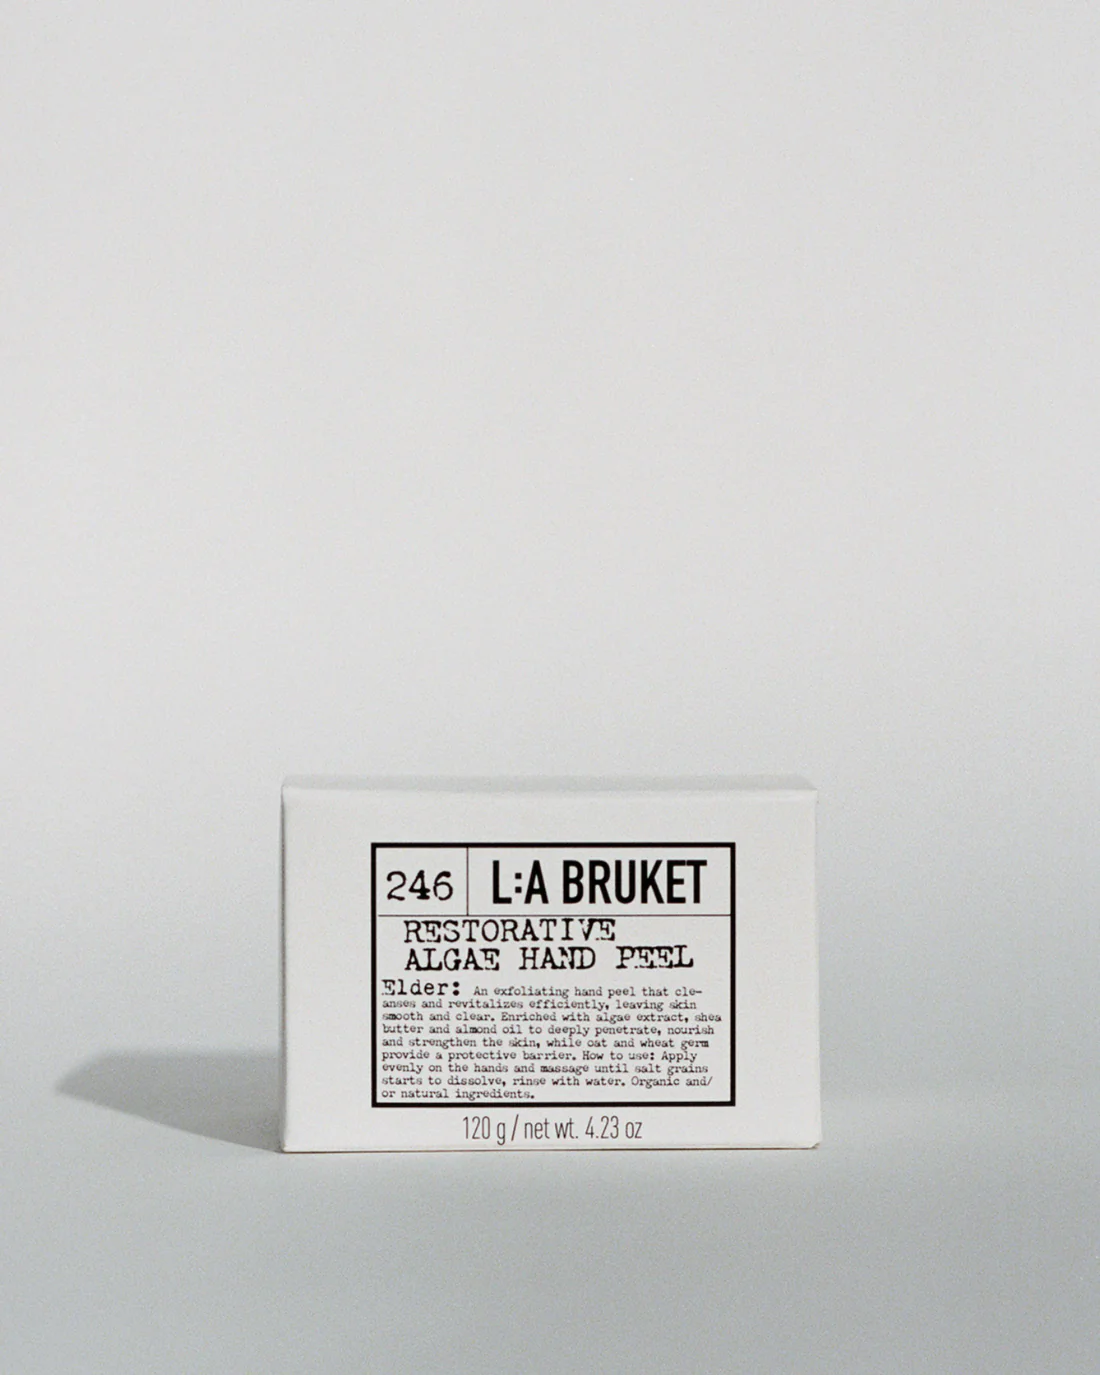 246 L:A BRUKET
RESTORATIVE
ALGAE HAND PEEL
Elder: An exfoliating hand peel that cle-
anses and revitalizes efficiently, leaving skin
smooth and clear. Enriched with algae extract, shea
butter and almond oil to deeply penetrate, nourish
and strengthen the skin, while oat and wheat germ
provide a protective barrier. How to use: Apply
evenly on the hands and massage until salt grains
starts to dissolve, rinse with water. Organic and/
or natural ingredients.
120 g / net wt. 4.23 oz